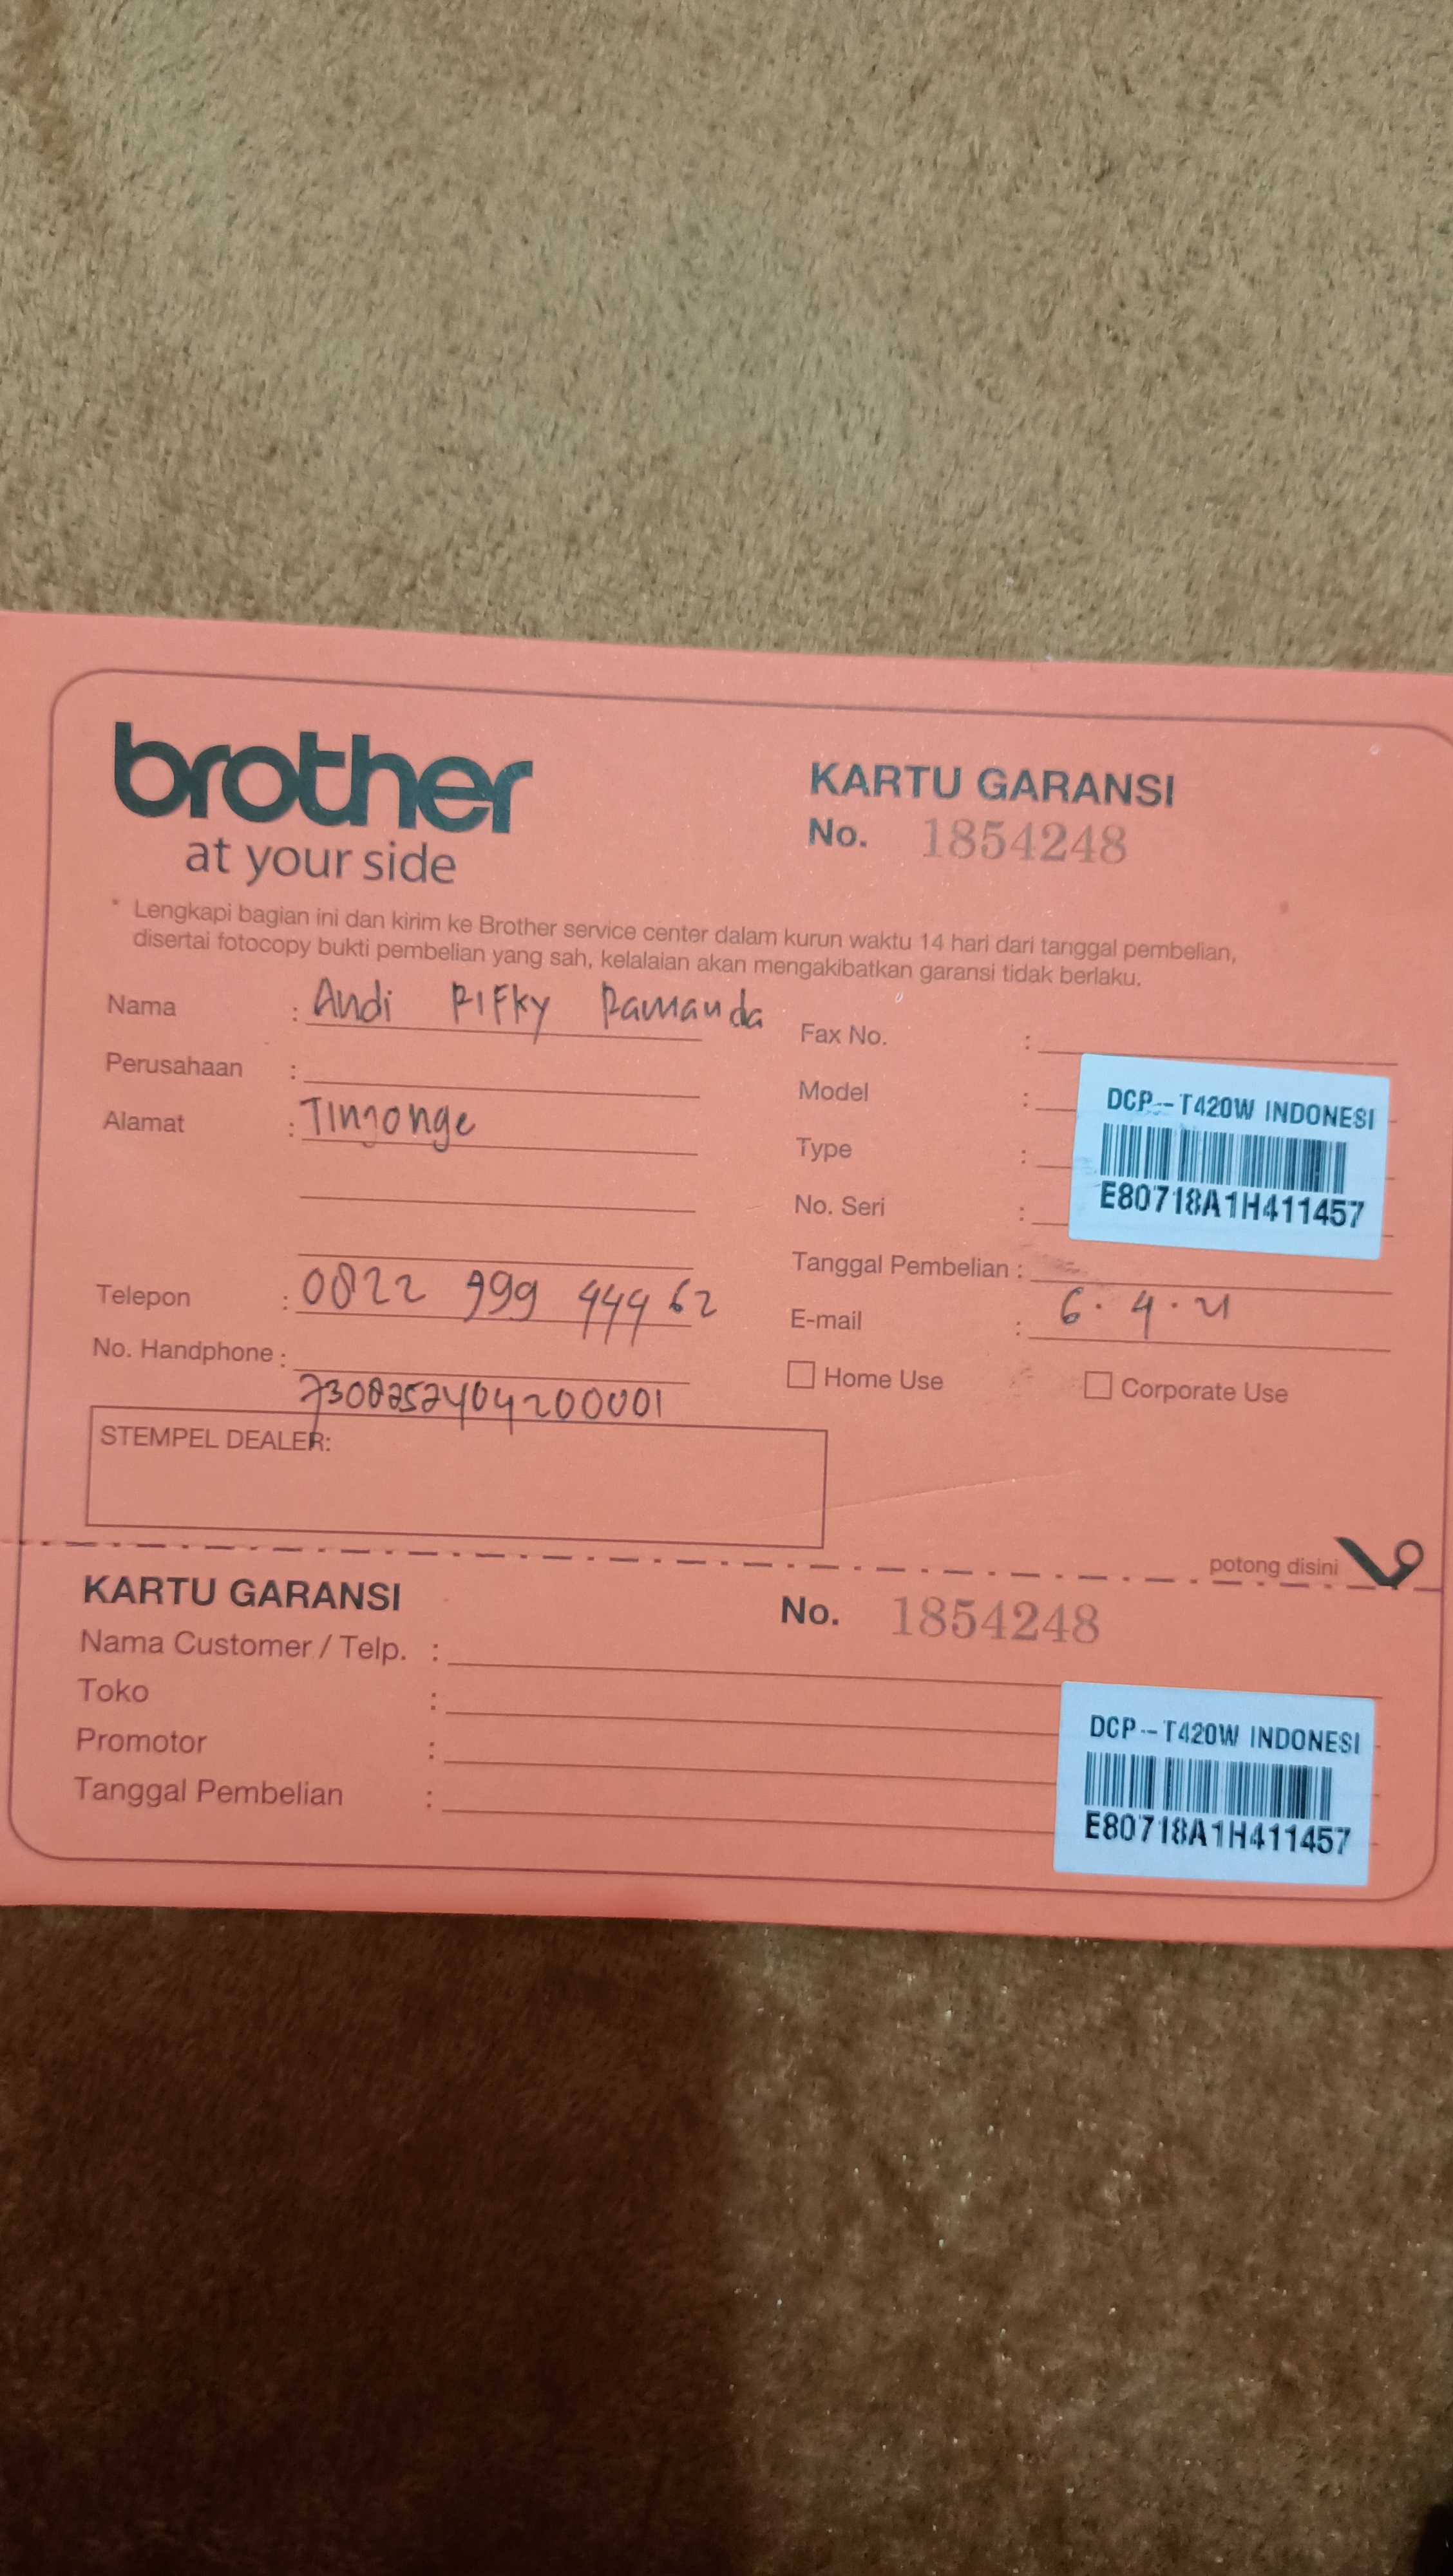 brother
at your side
KARTU GARANSI
No. 1854248
* Lengkapi bagian ini dan kirim ke Brother service center dalam kurun waktu 14 hari dari tanggal pembelian,
disertai fotocopy bukti pembelian yang sah, kelalaian akan mengakibatkan garansi tidak berlaku.
Nama : Andi Rifky Ramanda
Perusahaan :
Alamat : Tinjonge
Telepon : 0822 999 444 62
No. Handphone :
Fax No. :
Model :
Type :
No. Seri :
DCP-T420W INDONESI
E80718A1H411457
Tanggal Pembelian :
6.4.21
E-mail :
Home Use
Corporate Use
STEMPEL DEALER:
potong disini
KARTU GARANSI
No. 1854248
Nama Customer / Telp. :
Toko :
Promotor :
Tanggal Pembelian :
DCP-T420W INDONESI
E80718A1H411457